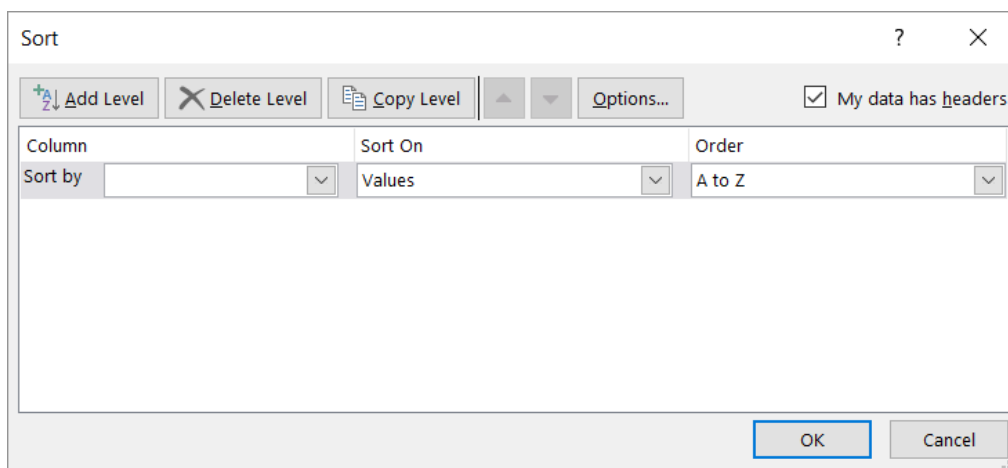 Sort ?
Add Level Delete Level Copy Level Options... My data has headers
Column Sort On Order
Sort by Values A to Z
OK Cancel